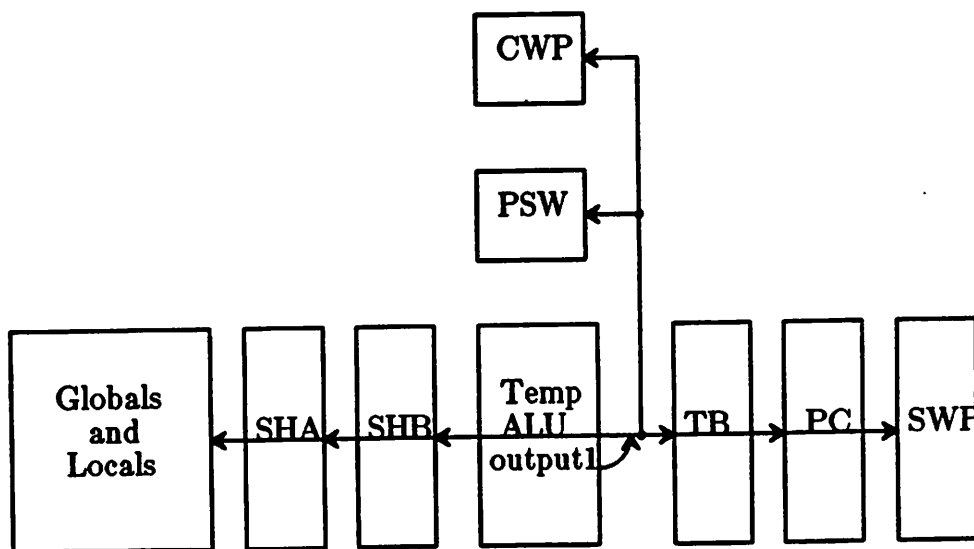 CWP
PSW
Globals
and
Locals
SHA
SHB
Temp
ALU
output1
TB
PC
SWP